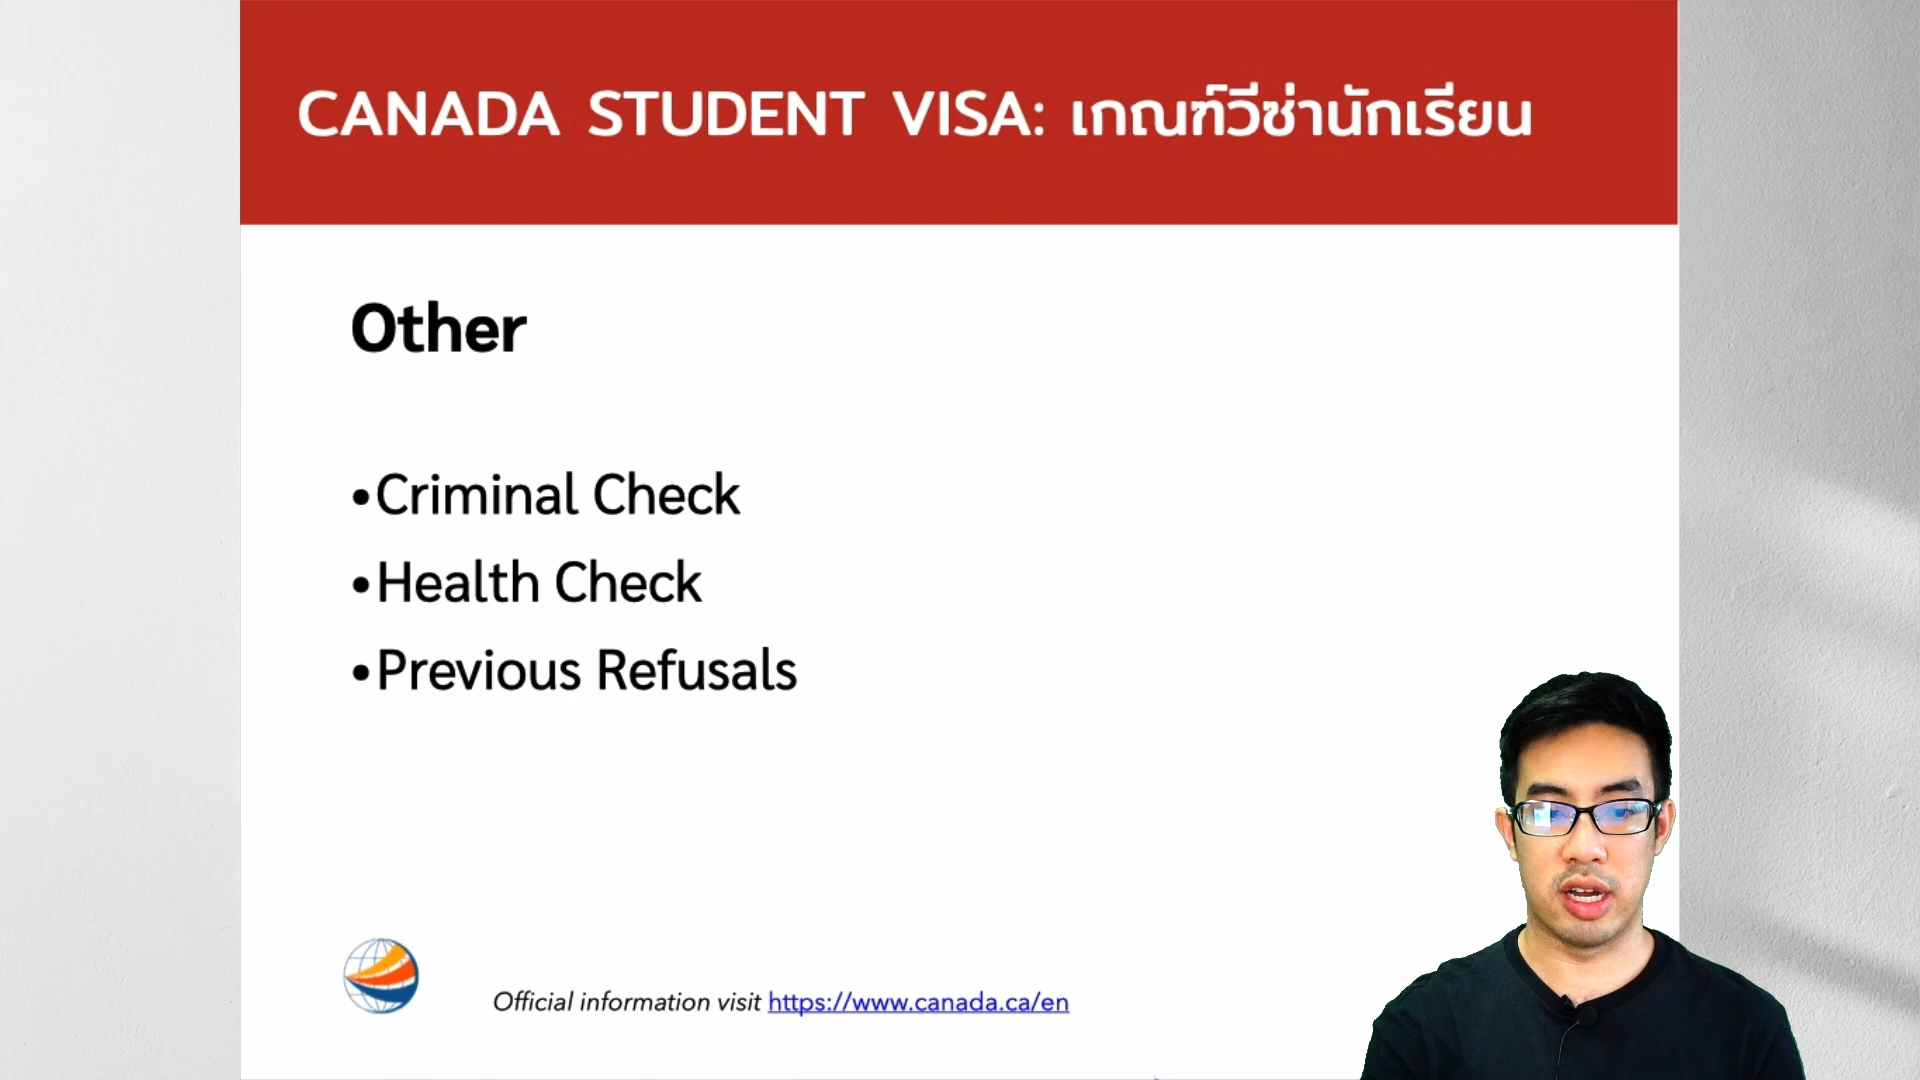 CANADA STUDENT VISA: เกณฑ์วีซ่านักเรียน
Other
•Criminal Check
•Health Check
•Previous Refusals
Official information visit https://www.canada.ca/en